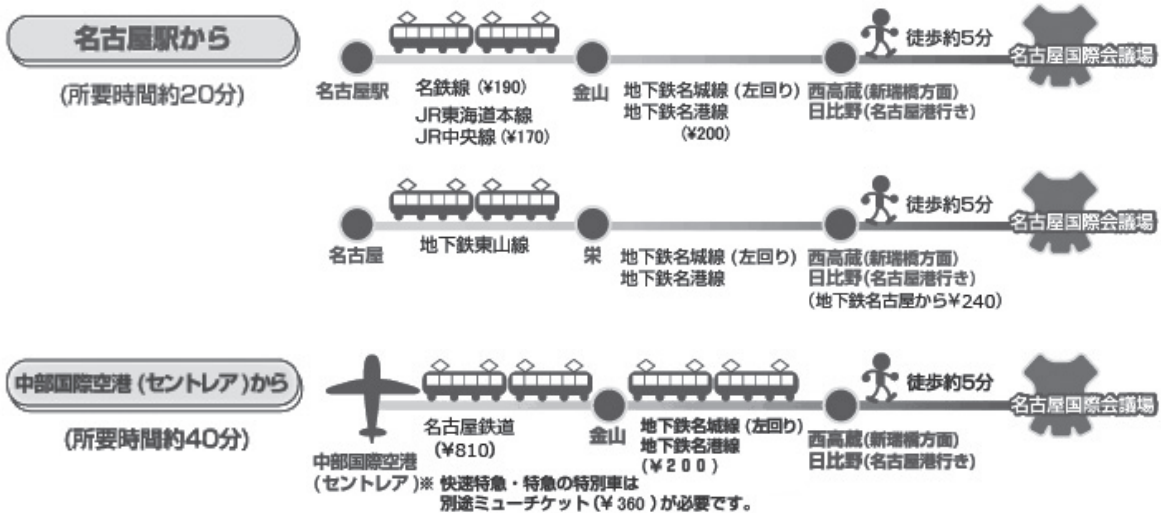 名古屋駅から
(所要時間約20分)
名古屋駅
名鉄線 (¥190)
JR東海道本線
JR中央線 (¥170)
金山
地下鉄名城線 (左回り)
地下鉄名港線
(¥200)
西高蔵(新瑞橋方面)
日比野(名古屋港行き)
徒歩約5分
名古屋国際会議場
名古屋
地下鉄東山線
栄
地下鉄名城線 (左回り)
地下鉄名港線
西高蔵(新瑞橋方面)
日比野(名古屋港行き)
(地下鉄名古屋から¥240)
徒歩約5分
名古屋国際会議場
中部国際空港 (セントレア)から
(所要時間約40分)
中部国際空港
(セントレア)
名古屋鉄道
(¥810)
※ 快速特急・特急の特別車は
別途ミューチケット(¥ 360 )が必要です。
金山
地下鉄名城線 (左回り)
地下鉄名港線
(¥200)
西高蔵(新瑞橋方面)
日比野(名古屋港行き)
徒歩約5分
名古屋国際会議場